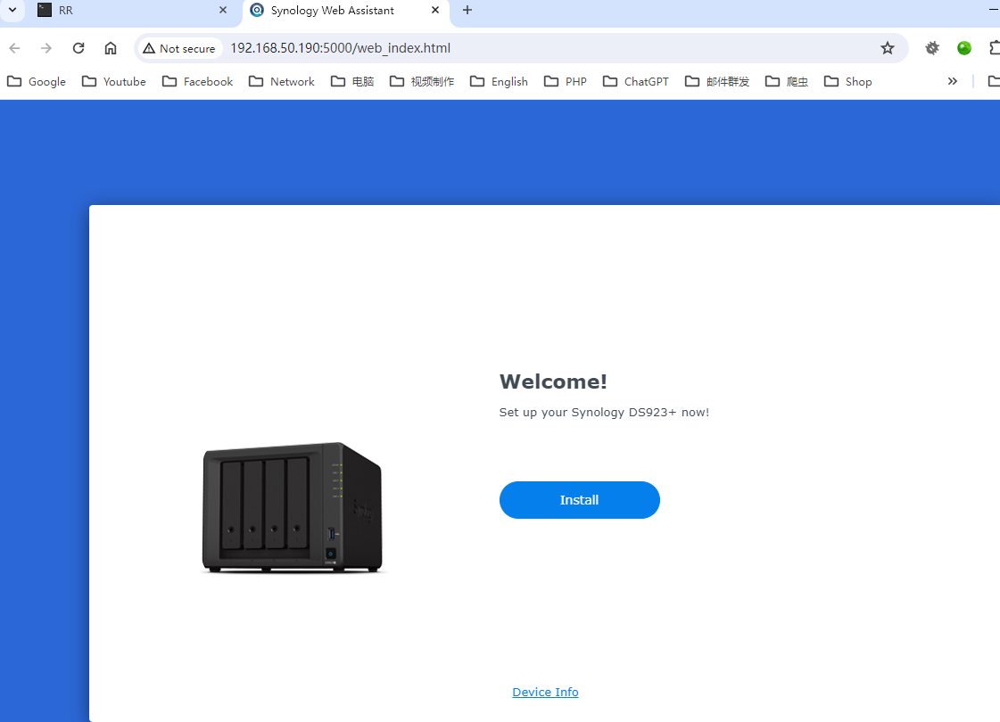 RR
Synology Web Assistant
Not secure
192.168.50.190:5000/web_index.html
Google
Youtube
Facebook
Network
电脑
视频制作
English
PHP
ChatGPT
邮件群发
爬虫
Shop
Welcome!
Set up your Synology DS923+ now!
Install
Device Info